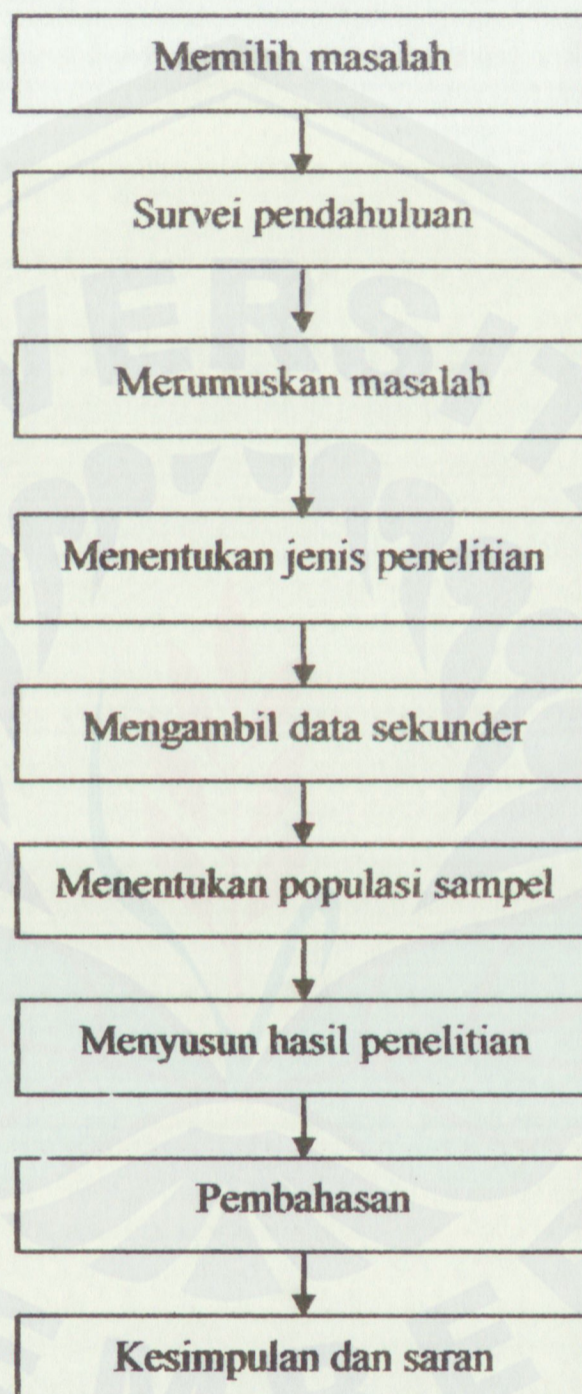 Memilih masalah
Survei pendahuluan
Merumuskan masalah
Menentukan jenis penelitian
Mengambil data sekunder
Menentukan populasi sampel
Menyusun hasil penelitian
Pembahasan
Kesimpulan dan saran